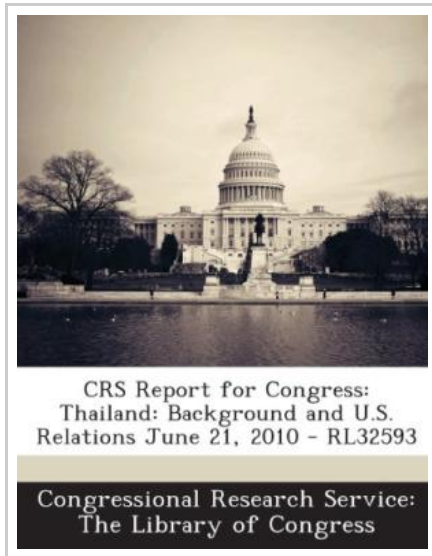 CRS Report for Congress:
Thailand: Background and U.S.
Relations June 21, 2010 - RL32593
Congressional Research Service:
The Library of Congress